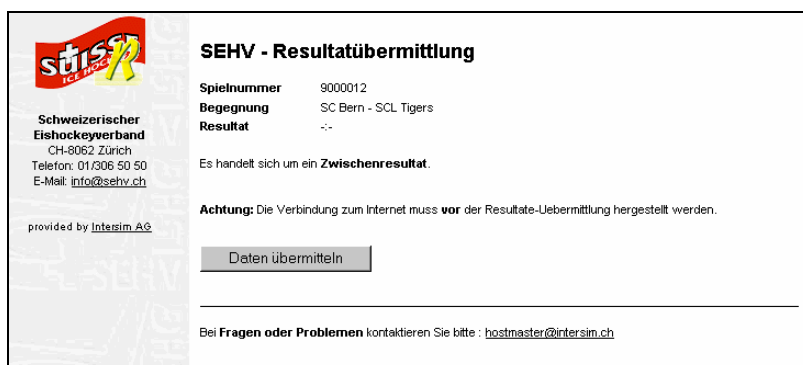 SUISSE
ICE HOCKEY
Schweizerischer
Eishockeyverband
CH-8062 Zürich
Telefon: 01/306 50 50
E-Mail: info@sehv.ch
provided by Intersim AG
SEHV - Resultatübermittlung
Spielnummer 9000012
Begegnung SC Bern - SCL Tigers
Resultat -:-
Es handelt sich um ein Zwischenresultat.
Achtung: Die Verbindung zum Internet muss vor der Resultate-Uebermittlung hergestellt werden.
Daten übermitteln
Bei Fragen oder Problemen kontaktieren Sie bitte : hostmaster@intersim.ch